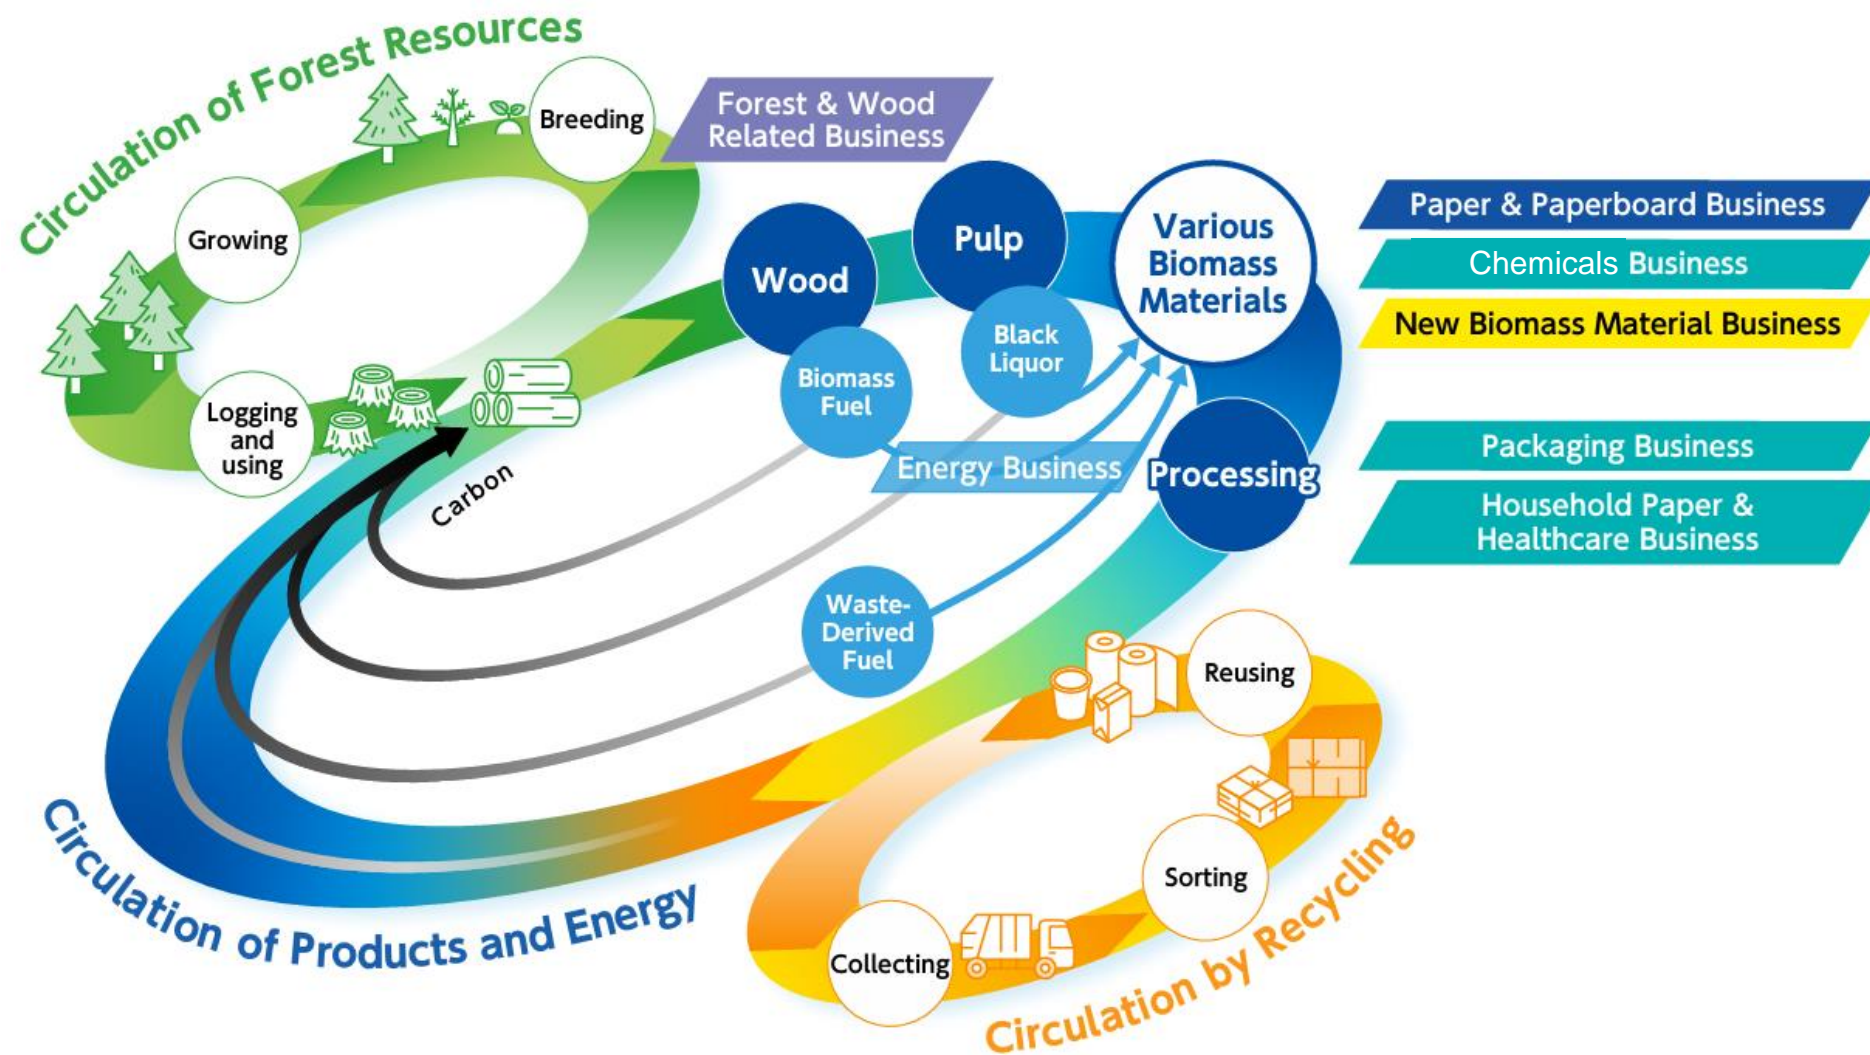 Circulation of Forest Resources
Breeding
Growing
Logging
and
using
Forest & Wood
Related Business
Wood
Pulp
Various
Biomass
Materials
Biomass
Fuel
Black
Liquor
Energy Business
Processing
Carbon
Waste-
Derived
Fuel
Paper & Paperboard Business
Chemicals Business
New Biomass Material Business
Packaging Business
Household Paper &
Healthcare Business
Reusing
Sorting
Collecting
Circulation of Products and Energy
Circulation by Recycling